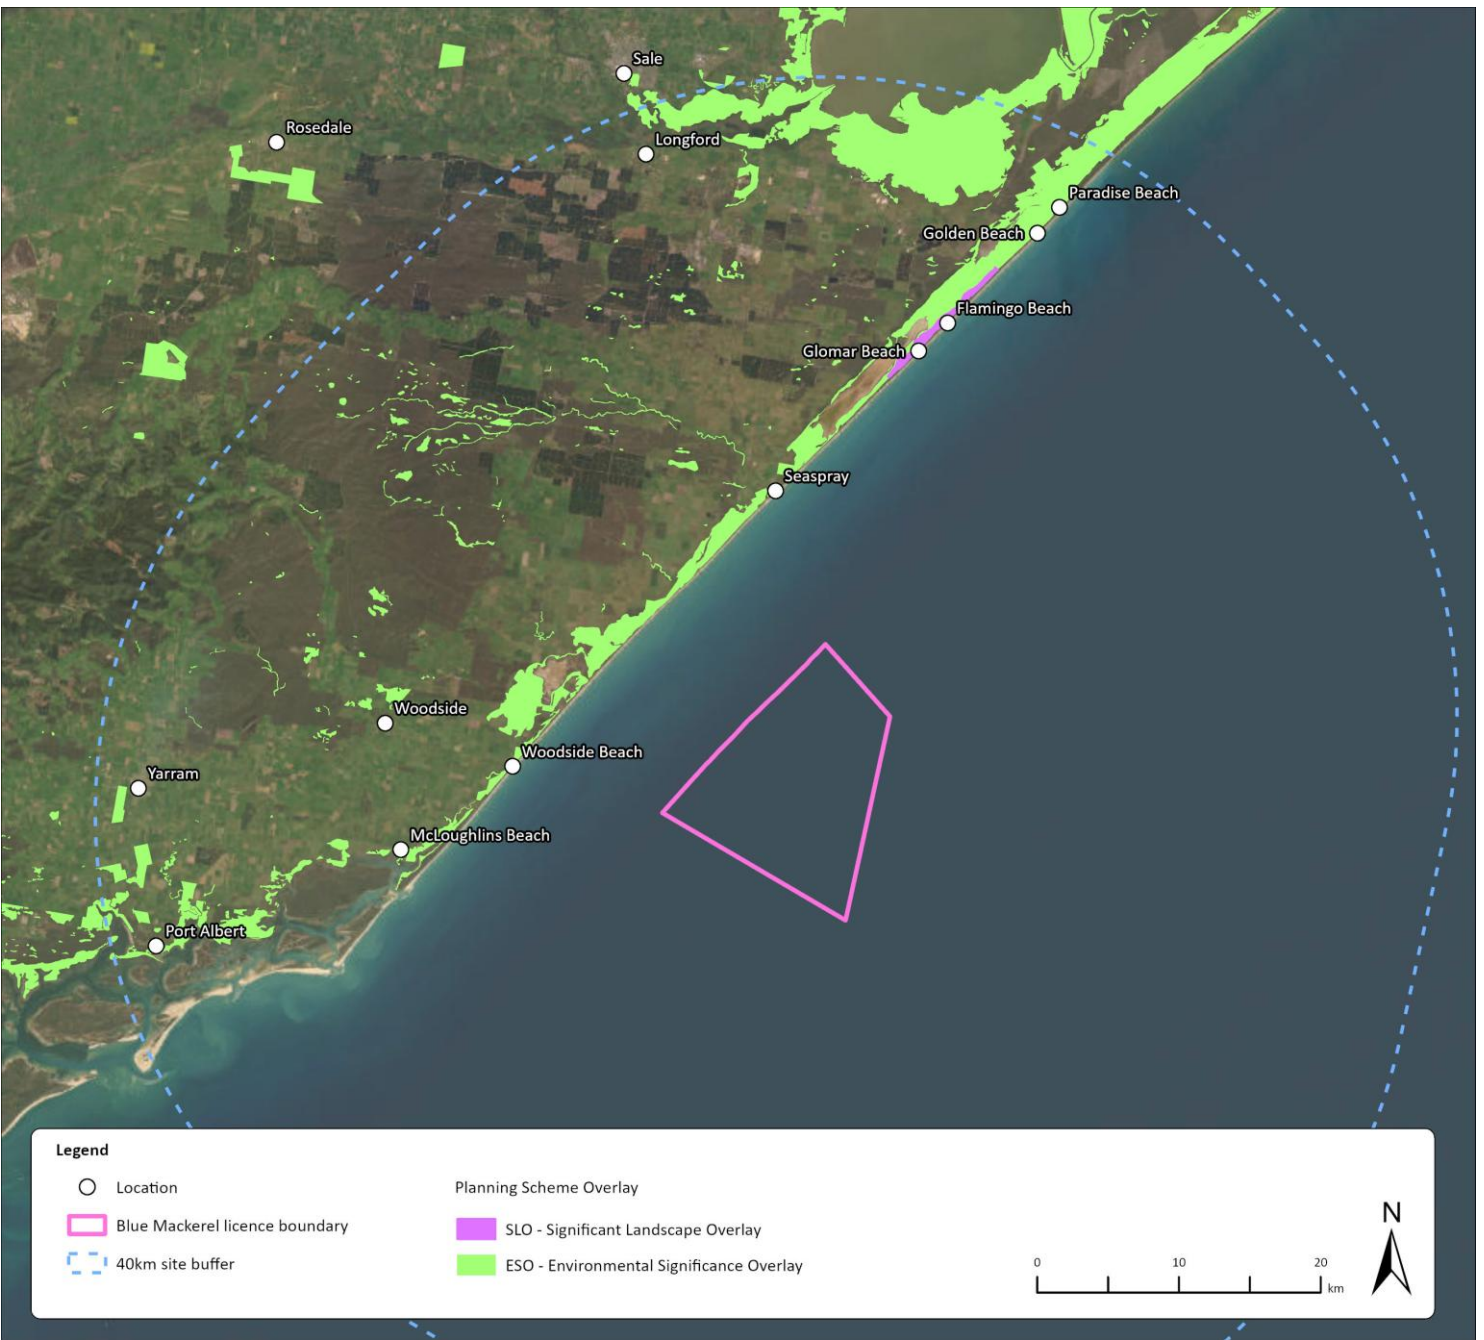 Sale
Rosedale
Longford
Paradise Beach
Golden Beach
Flamingo Beach
Glomar Beach
Seaspray
Woodside
Woodside Beach
Yarram
McLoughlins Beach
Port Albert
Legend
Location
Blue Mackerel licence boundary
40km site buffer
Planning Scheme Overlay
SLO - Significant Landscape Overlay
ESO - Environmental Significance Overlay
0 10 20
km
N